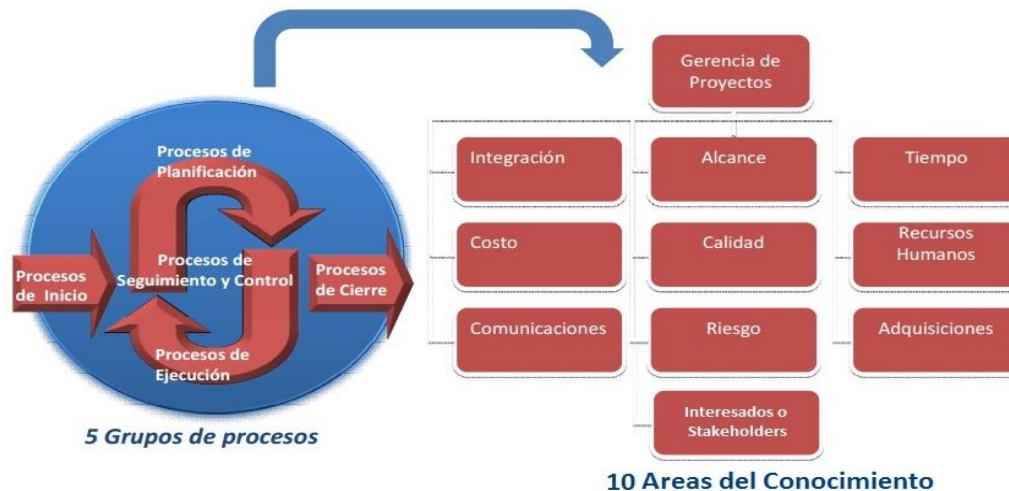 Procesos de
Planificación
Procesos de
Seguimiento y Control
Procesos
de Inicio
Procesos
de Cierre
Procesos de
Ejecución
5 Grupos de procesos
Gerencia de
Proyectos
Integración
Alcance
Tiempo
Costo
Calidad
Recursos
Humanos
Comunicaciones
Riesgo
Adquisiciones
Interesados o
Stakeholders
10 Areas del Conocimiento